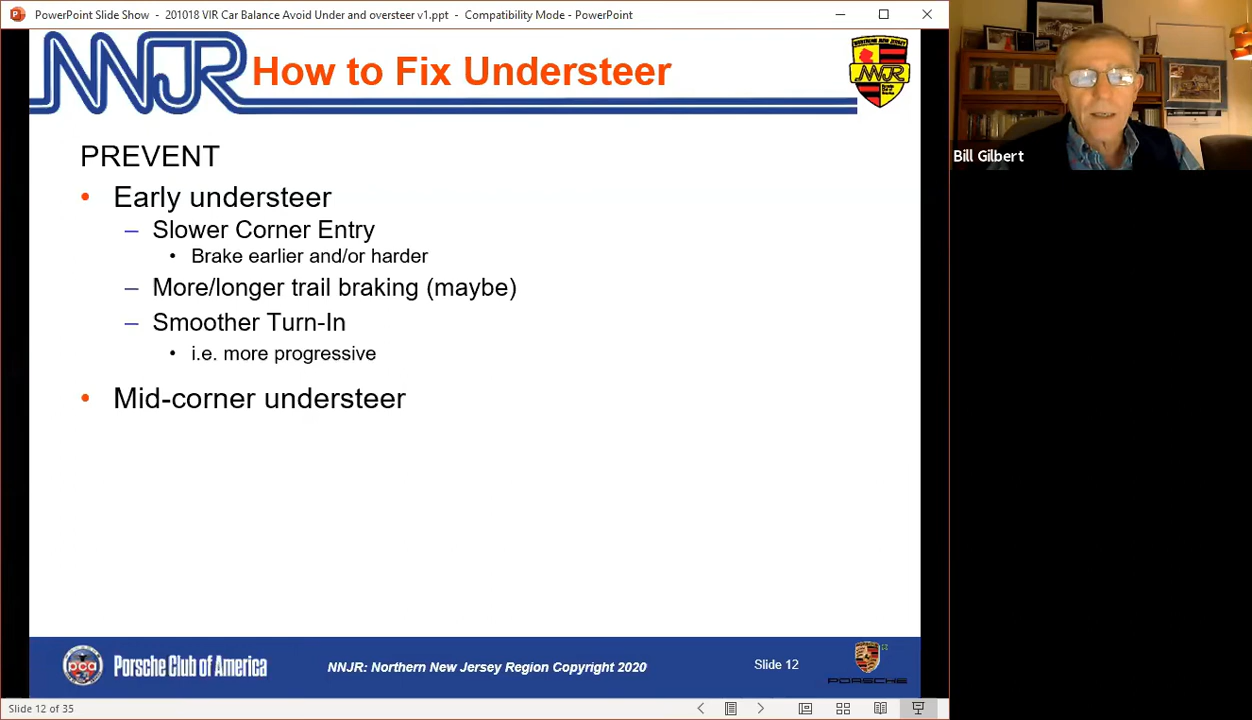 PowerPoint Slide Show - 201018 VIR Car Balance Avoid Under and oversteer v1.ppt - Compatibility Mode - PowerPoint
NNJR
How to Fix Understeer
NNJR
PREVENT
• Early understeer
– Slower Corner Entry
• Brake earlier and/or harder
– More/longer trail braking (maybe)
– Smoother Turn-In
• i.e. more progressive
• Mid-corner understeer
Bill Gilbert
pca
Porsche Club of America
NNJR: Northern New Jersey Region Copyright 2020
Slide 12
PORSCHE
Slide 12 of 35